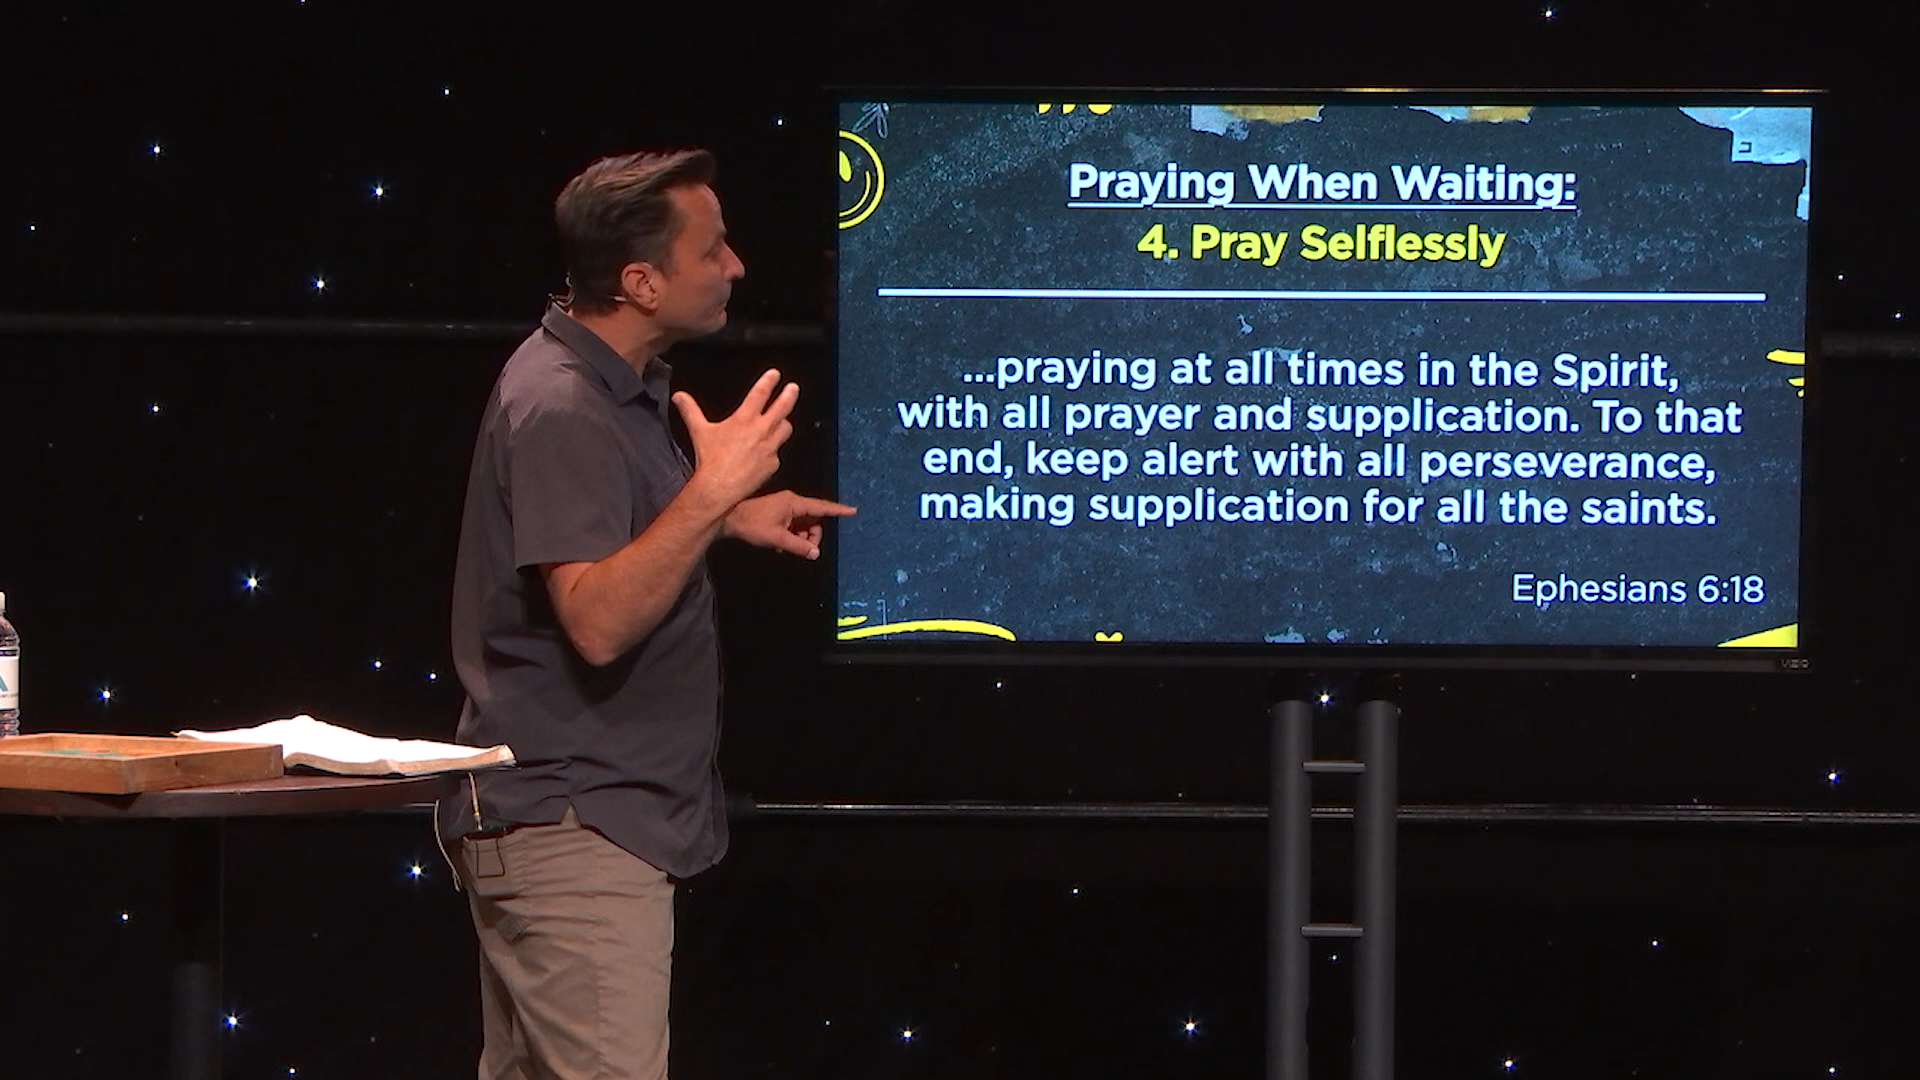 Praying When Waiting:
4. Pray Selflessly
...praying at all times in the Spirit,
with all prayer and supplication. To that
end, keep alert with all perseverance,
making supplication for all the saints.
Ephesians 6:18
VIZIO